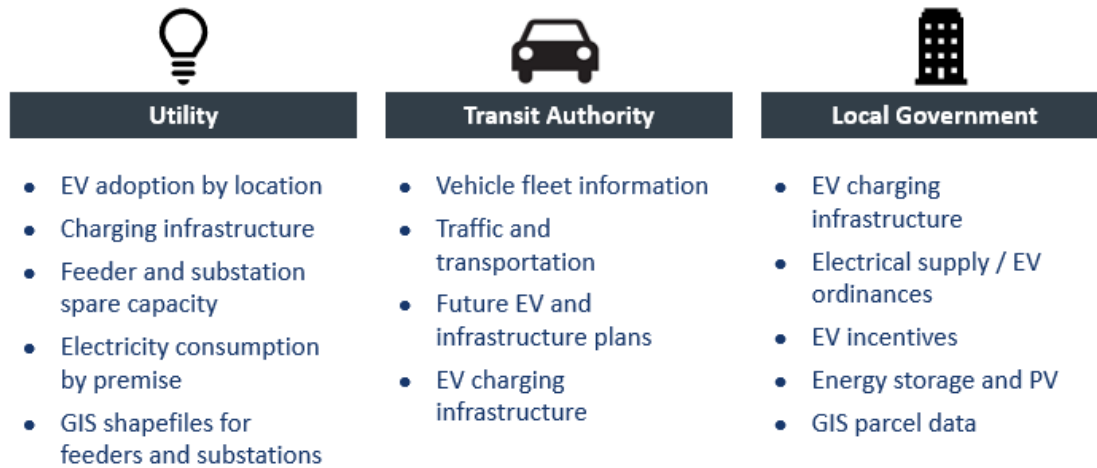 Utility
EV adoption by location
Charging infrastructure
Feeder and substation
spare capacity
Electricity consumption
by premise
GIS shapefiles for
feeders and substations
Transit Authority
Vehicle fleet information
Traffic and
transportation
Future EV and
infrastructure plans
EV charging
infrastructure
Local Government
EV charging
infrastructure
Electrical supply / EV
ordinances
EV incentives
Energy storage and PV
GIS parcel data